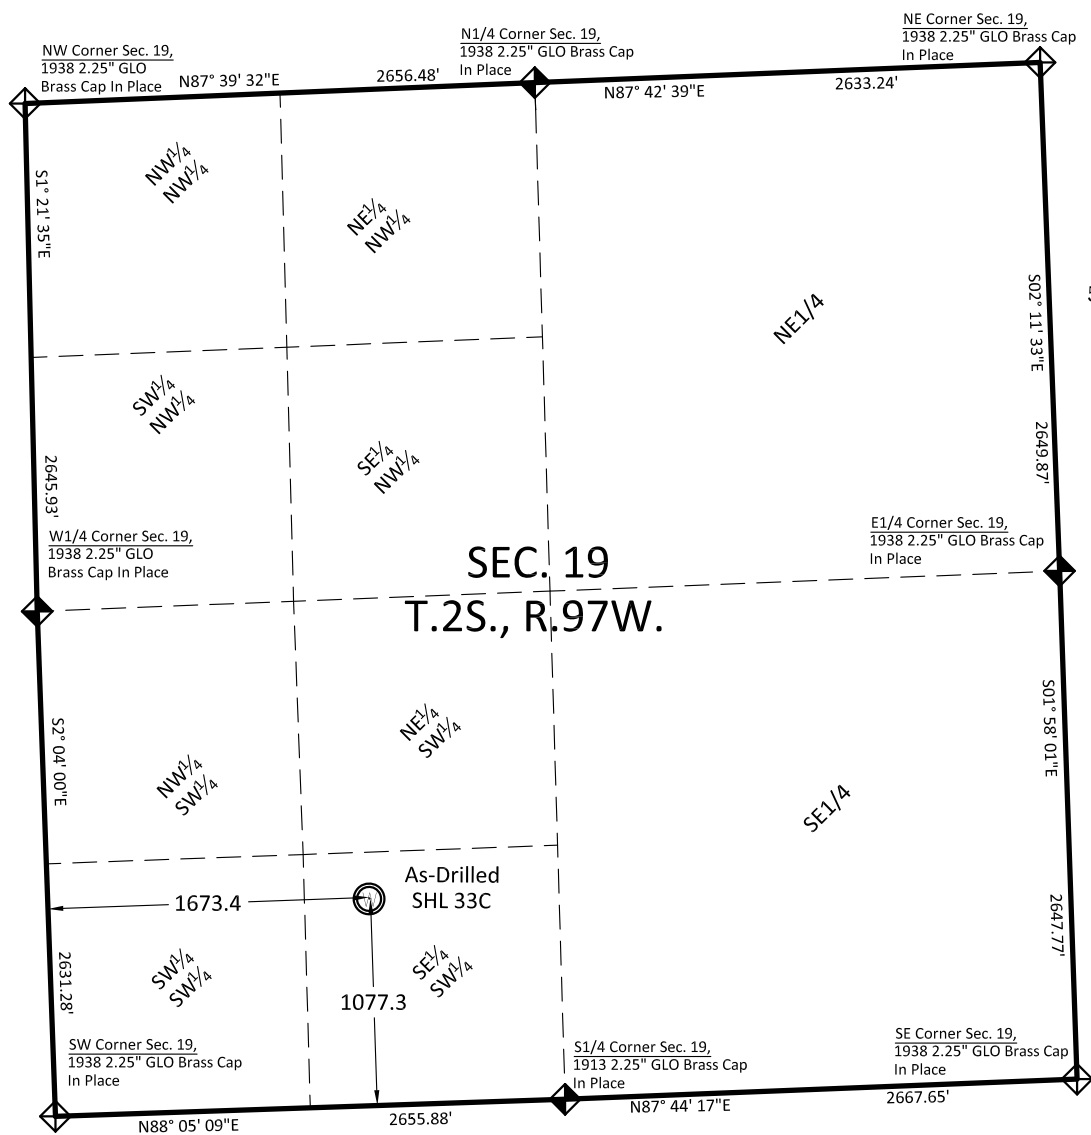 NW Corner Sec. 19,
1938 2.25" GLO
Brass Cap In Place
N87° 39' 32"E
2656.48'
N1/4 Corner Sec. 19,
1938 2.25" GLO Brass Cap
In Place
N87° 42' 39"E
2633.24'
NE Corner Sec. 19,
1938 2.25" GLO Brass Cap
In Place
S1° 21' 35"E
NW1/4
NW1/4
NE1/4
NW1/4
NE1/4
S02° 11' 33"E
SW1/4
NW1/4
SE1/4
NW1/4
2645.93'
2649.87'
W1/4 Corner Sec. 19,
1938 2.25" GLO
Brass Cap In Place
E1/4 Corner Sec. 19,
1938 2.25" GLO Brass Cap
In Place
SEC. 19
T.2S., R.97W.
S2° 04' 00"E
NW1/4
SW1/4
NE1/4
SW1/4
SE1/4
S01° 58' 01"E
As-Drilled
SHL 33C
1673.4
1077.3
SW1/4
SW1/4
SE1/4
SW1/4
2631.28'
2647.77'
SW Corner Sec. 19,
1938 2.25" GLO Brass Cap
In Place
S1/4 Corner Sec. 19,
1913 2.25" GLO Brass Cap
In Place
SE Corner Sec. 19,
1938 2.25" GLO Brass Cap
In Place
N88° 05' 09"E
2655.88'
N87° 44' 17"E
2667.65'